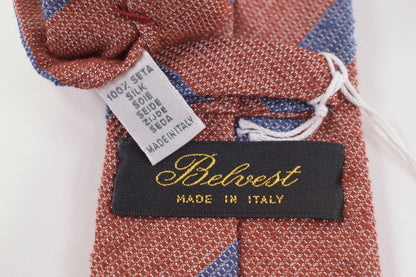 100% SETA
SILK
SOIE
SEIDE
ZIJDE
SEDA
MADE IN ITALY
Belvest
MADE IN ITALY